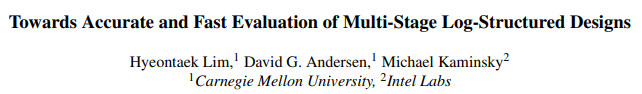 Towards Accurate and Fast Evaluation of Multi-Stage Log-Structured Designs
Hyeontaek Lim,¹ David G. Andersen,¹ Michael Kaminsky²
¹Carnegie Mellon University, ²Intel Labs